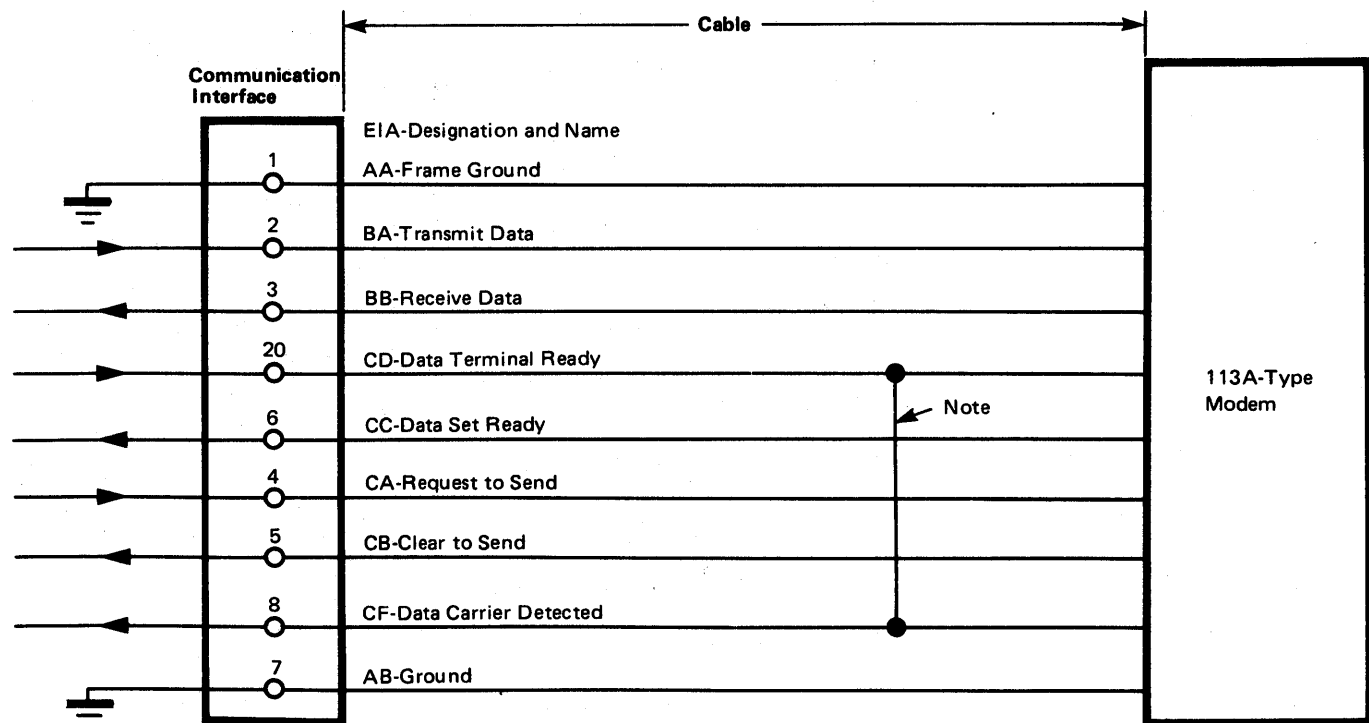 Cable
Communication
Interface
EIA-Designation and Name
1
AA-Frame Ground
2
BA-Transmit Data
3
BB-Receive Data
20
CD-Data Terminal Ready
113A-Type
Modem
Note
6
CC-Data Set Ready
4
CA-Request to Send
5
CB-Clear to Send
8
CF-Data Carrier Detected
7
AB-Ground